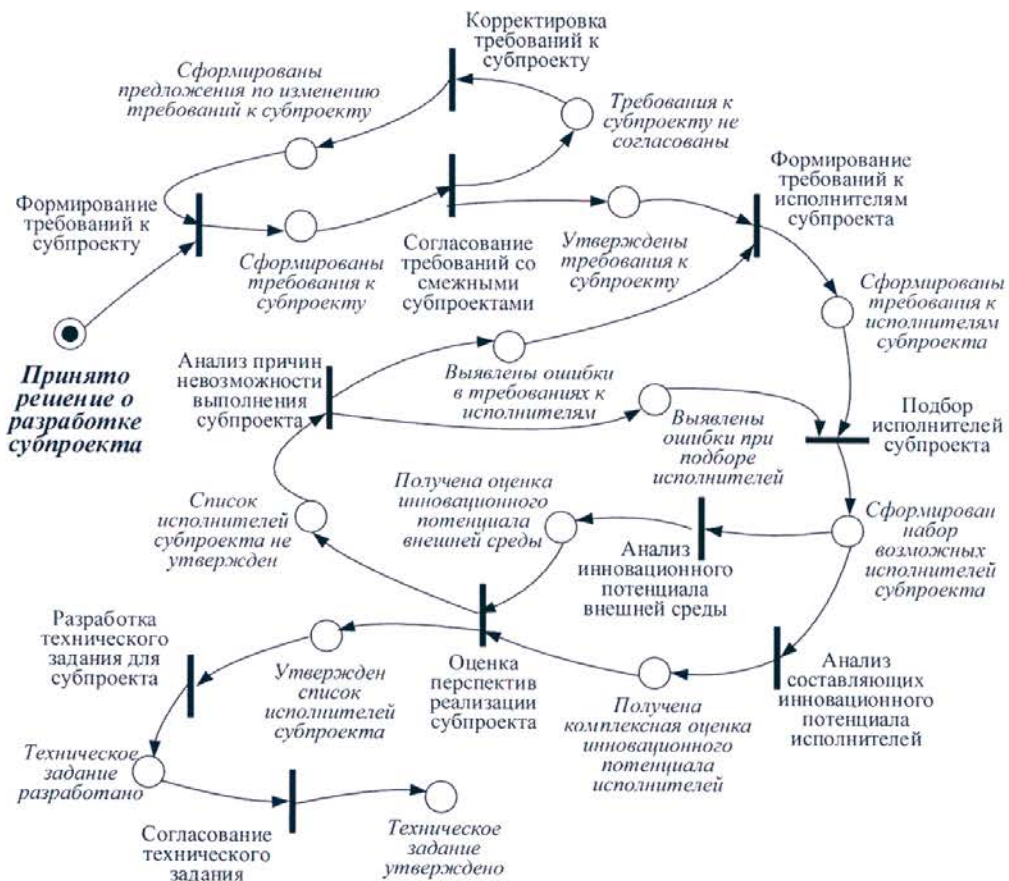 Корректировка
требований к
субпроекту
Сформированы
предложения по изменению
требований к субпроекту
Требования к
субпроекту не
согласованы
Формирование
требований к
субпроекту
Формирование
требований к
исполнителям
субпроекта
Сформированы
требования к
субпроекту
Согласование
требований со
смежными
субпроектами
Утверждены
требования к
субпроекту
Сформированы
требования к
исполнителям
субпроекта
Принято
решение о
разработке
субпроекта
Анализ причин
невозможности
выполнения
субпроекта
Выявлены ошибки
в требованиях к
исполнителям
Выявлены
ошибки при
подборе
исполнителей
Подбор
исполнителей
субпроекта
Список
исполнителей
субпроекта не
утвержден
Получена оценка
инновационного
потенциала
внешней среды
Анализ
инновационного
потенциала
внешней среды
Сформирован
набор
возможных
исполнителей
субпроекта
Разработка
технического
задания для
субпроекта
Утвержден
список
исполнителей
субпроекта
Оценка
перспектив
реализации
субпроекта
Получена
комплексная оценка
инновационного
потенциала
исполнителей
Анализ
составляющих
инновационного
потенциала
исполнителей
Техническое
задание
разработано
Согласование
технического
задания
Техническое
задание
утверждено